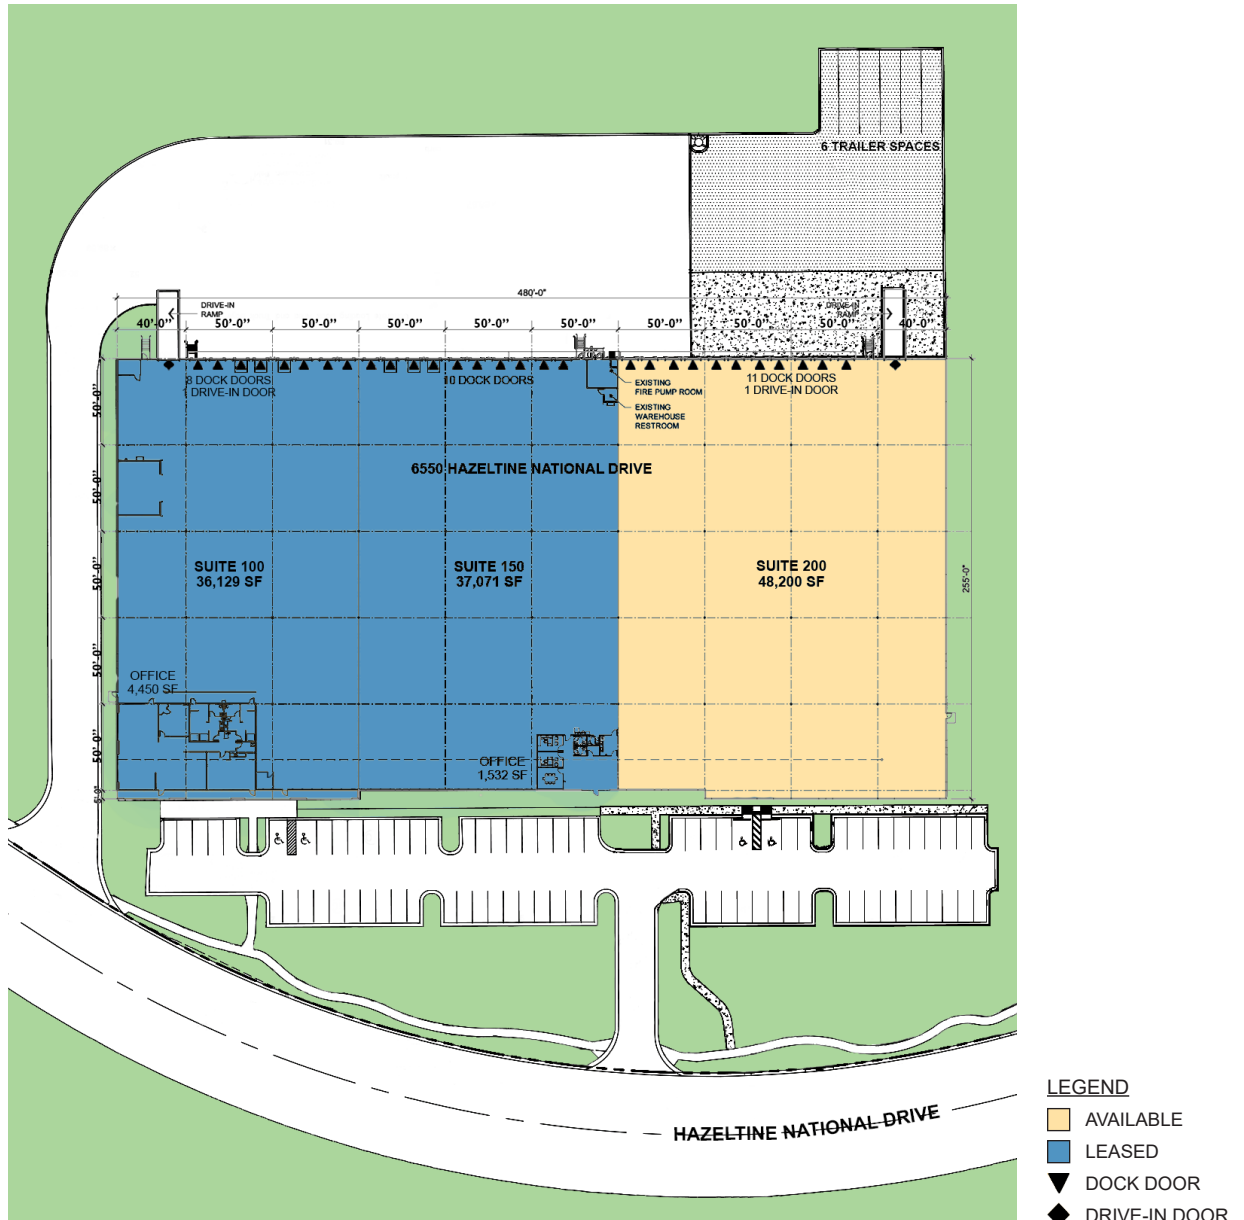 6 TRAILER SPACES
480'-0"
DRIVE-IN
RAMP
DRIVE-IN
RAMP
40'-0" 50'-0" 50'-0" 50'-0" 50'-0" 50'-0" 50'-0" 50'-0" 50'-0" 40'-0"
8 DOCK DOORS
1 DRIVE-IN DOOR
10 DOCK DOORS
11 DOCK DOORS
1 DRIVE-IN DOOR
EXISTING
FIRE PUMP ROOM
EXISTING
WAREHOUSE
RESTROOM
50'-0"
50'-0"
50'-0"
50'-0"
50'-0"
5'-0"
6550 HAZELTINE NATIONAL DRIVE
SUITE 100
36,129 SF
SUITE 150
37,071 SF
SUITE 200
48,200 SF
255'-0"
OFFICE
4,450 SF
OFFICE
1,532 SF
HAZELTINE NATIONAL DRIVE
LEGEND
AVAILABLE
LEASED
DOCK DOOR
DRIVE-IN DOOR